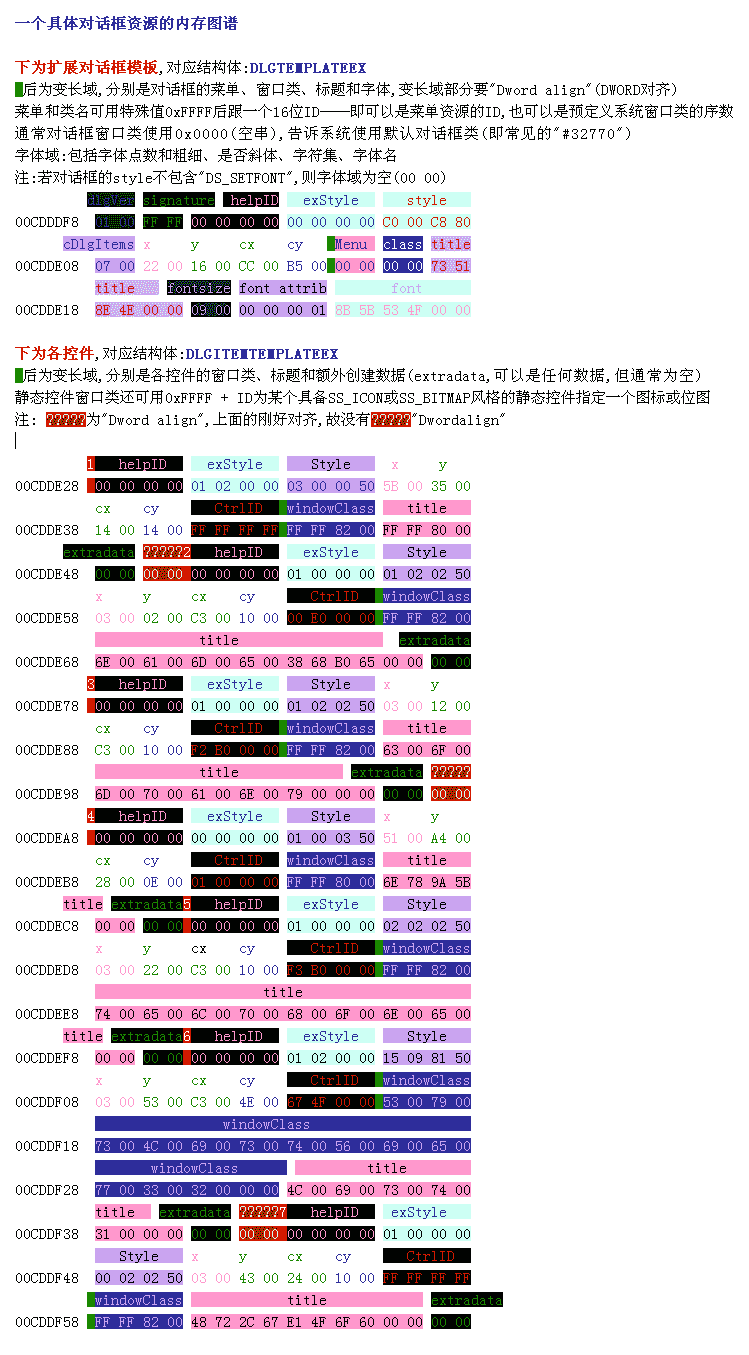 一个具体对话框资源的内存图谱
下为扩展对话框模板,对应结构体:DLGTEMPLATEEX
后为变长域,分别是对话框的菜单、窗口类、标题和字体,变长域部分要"Dword align"(DWORD对齐)
菜单和类名可用特殊值0xFFFF后跟一个16位ID——即可以是菜单资源的ID,也可以是预定义系统窗口类的序数
通常对话框窗口类使用0x0000(空串),告诉系统使用默认对话框类(即常见的"#32770")
字体域:包括字体点数和粗细、是否斜体、字符集、字体名
注:若对话框的style不包含"DS_SETFONT",则字体域为空(00 00)
dlgVer signature helpID exStyle style
00CDDDF8 01 00 FF FF 00 00 00 00 00 00 00 00 C0 00 C8 80
cDlgItems x y cx cy Menu class title
00CDDE08 07 00 22 00 16 00 CC 00 B5 00 00 00 00 00 73 51
title fontsize font attrib font
00CDDE18 8E 4E 00 00 09 00 00 00 00 01 8B 5B 53 4F 00 00
下为各控件,对应结构体:DLGITEMTEMPLATEEX
后为变长域,分别是各控件的窗口类、标题和额外创建数据(extradata,可以是任何数据,但通常为空)
静态控件窗口类还可用0xFFFF + ID为某个具备SS_ICON或SS_BITMAP风格的静态控件指定一个图标或位图
注: ?????为"Dword align",上面的刚好对齐,故没有?????"Dwordalign"
1 helpID exStyle Style x y
00CDDE28 00 00 00 00 01 02 00 00 03 00 00 50 5B 00 35 00
cx cy CtrlID windowClass title
00CDDE38 14 00 14 00 FF FF FF FF FF FF 82 00 FF FF 80 00
extradata ?????2 helpID exStyle Style
00CDDE48 00 00 00 00 00 00 00 00 01 00 00 00 01 02 02 50
x y cx cy CtrlID windowClass
00CDDE58 03 00 02 00 C3 00 10 00 00 E0 00 00 FF FF 82 00
title extradata
00CDDE68 6E 00 61 00 6D 00 65 00 38 68 B0 65 00 00 00 00
3 helpID exStyle Style x y
00CDDE78 00 00 00 00 01 00 00 00 01 02 02 50 03 00 12 00
cx cy CtrlID windowClass title
00CDDE88 C3 00 10 00 F2 B0 00 00 FF FF 82 00 63 00 6F 00
title extradata ?????
00CDDE98 6D 00 70 00 61 00 6E 00 79 00 00 00 00 00 00 00
4 helpID exStyle Style x y
00CDDEA8 00 00 00 00 00 00 00 00 01 00 03 50 51 00 A4 00
cx cy CtrlID windowClass title
00CDDEB8 28 00 0E 00 01 00 00 00 FF FF 80 00 6E 78 9A 5B
title extradata5 helpID exStyle Style
00CDDEC8 00 00 00 00 00 00 00 00 01 00 00 00 02 02 02 50
x y cx cy CtrlID windowClass
00CDDED8 03 00 22 00 C3 00 10 00 F3 B0 00 00 FF FF 82 00
title
00CDDEE8 74 00 65 00 6C 00 70 00 68 00 6F 00 6E 00 65 00
title extradata6 helpID exStyle Style
00CDDEF8 00 00 00 00 00 00 00 00 01 02 00 00 15 09 81 50
x y cx cy CtrlID windowClass
00CDDF08 03 00 53 00 C3 00 4E 00 67 4F 00 00 53 00 79 00
windowClass
00CDDF18 73 00 4C 00 69 00 73 00 74 00 56 00 69 00 65 00
windowClass title
00CDDF28 77 00 33 00 32 00 00 00 4C 00 69 00 73 00 74 00
title extradata ?????7 helpID exStyle
00CDDF38 31 00 00 00 00 00 00 00 00 00 00 00 01 00 00 00
Style x y cx cy CtrlID
00CDDF48 00 02 02 50 03 00 43 00 24 00 10 00 FF FF FF FF
windowClass title extradata
00CDDF58 FF FF 82 00 48 72 2C 67 E1 4F 6F 60 00 00 00 00